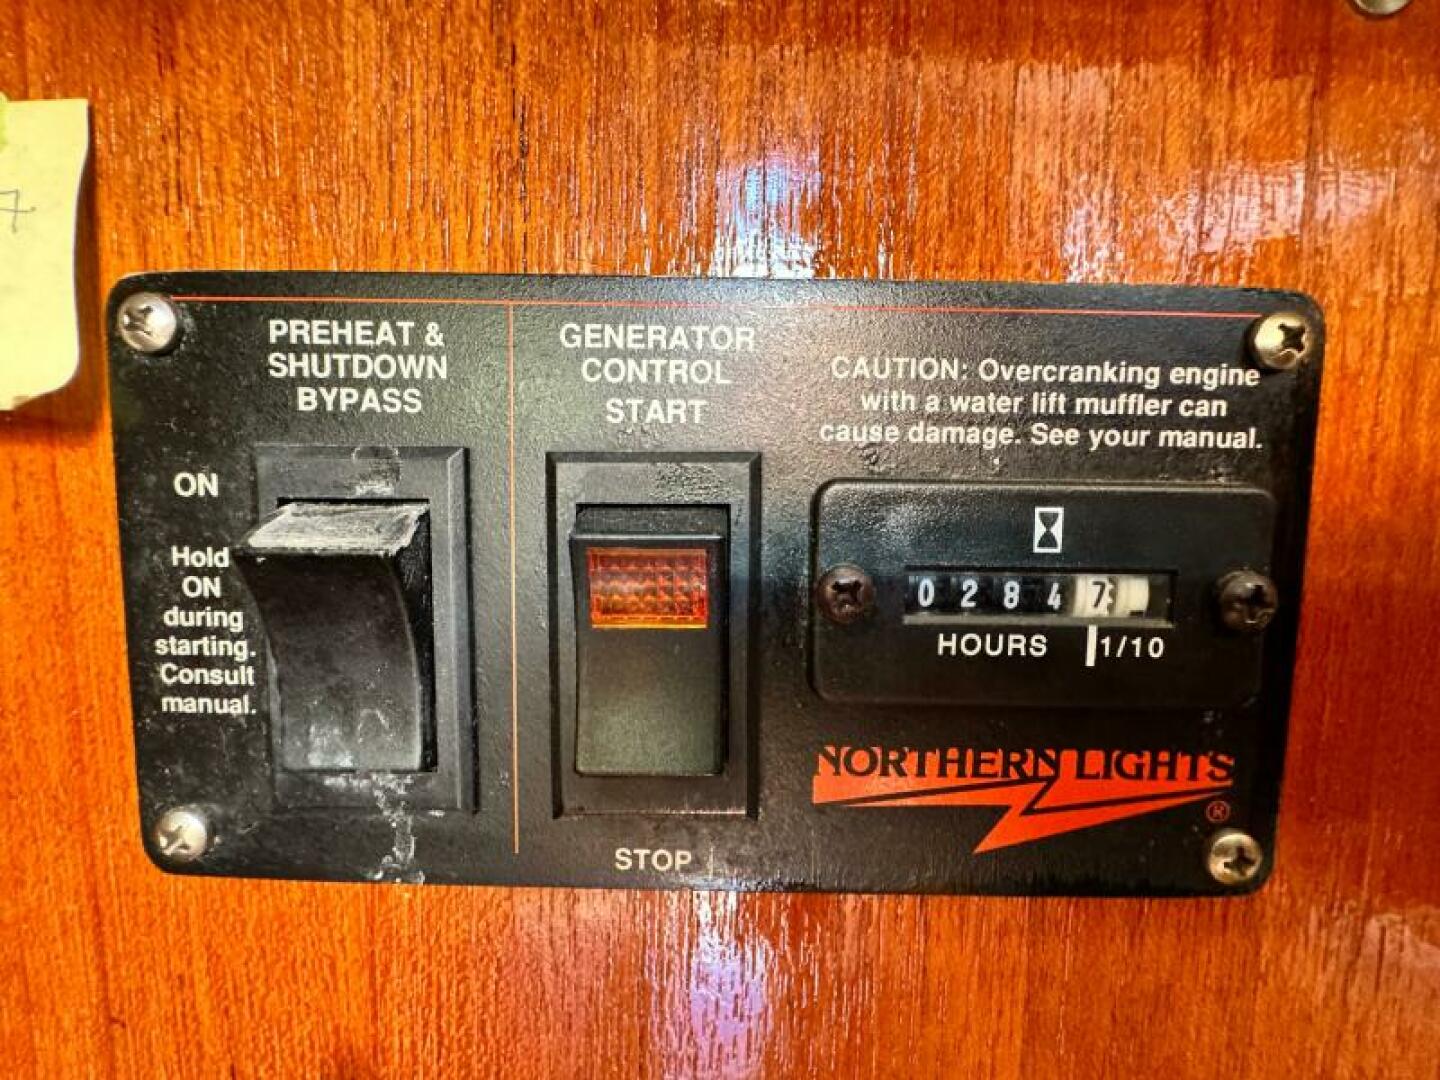 7
PREHEAT &
SHUTDOWN
BYPASS
ON
Hold
ON
during
starting.
Consult
manual.
GENERATOR
CONTROL
START
STOP
CAUTION: Overcranking engine
with a water lift muffler can
cause damage. See your manual.
0 2 8 4 7
HOURS 1/10
NORTHERN LIGHTS
®